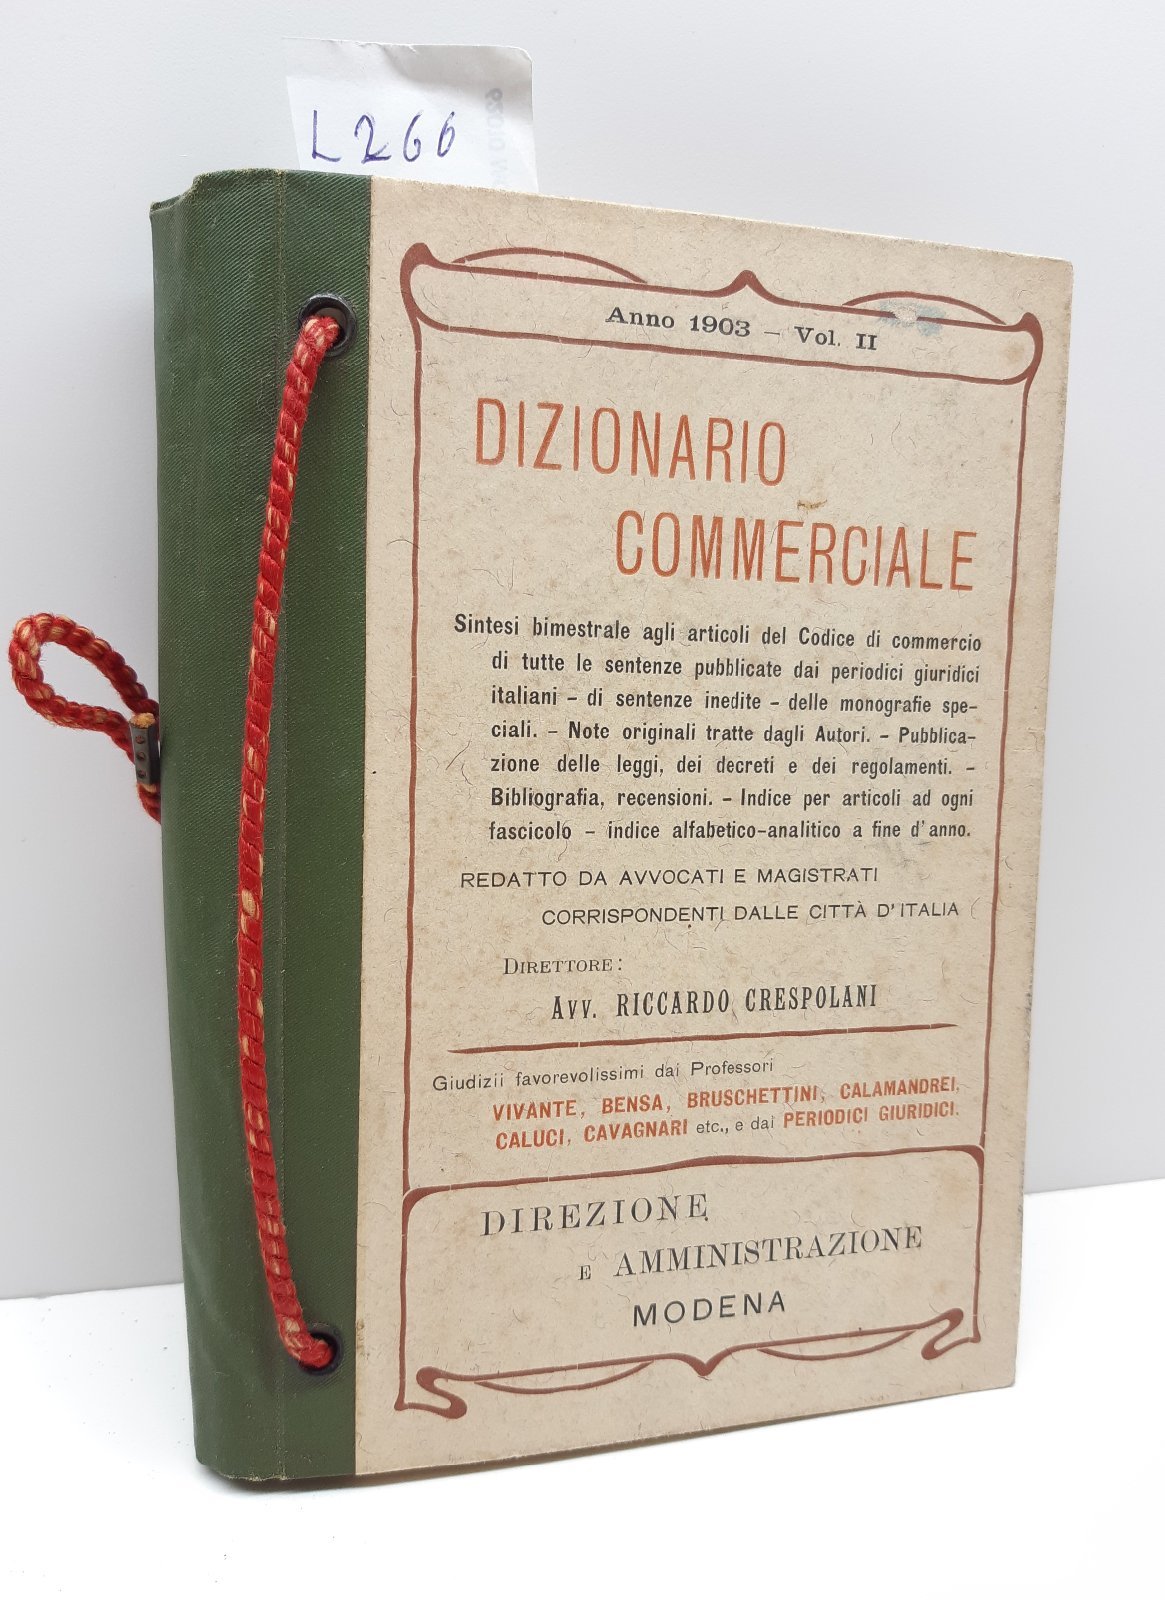 L266
Anno 1903 – Vol. II
DIZIONARIO
COMMERCIALE
Sintesi bimestrale agli articoli del Codice di commercio
di tutte le sentenze pubblicate dai periodici giuridici
italiani – di sentenze inedite – delle monografie spe-
ciali. – Note originali tratte dagli Autori. – Pubblica-
zione delle leggi, dei decreti e dei regolamenti. –
Bibliografia, recensioni. – Indice per articoli ad ogni
fascicolo – indice alfabetico-analitico a fine d'anno.
REDATTO DA AVVOCATI E MAGISTRATI
CORRISPONDENTI DALLE CITTÀ D'ITALIA
DIRETTORE:
AVV. RICCARDO CRESPOLANI
Giudizii favorevolissimi dai Professori
VIVANTE, BENSA, BRUSCHETTINI, CALAMANDREI,
CALUCI, CAVAGNARI etc., e dai PERIODICI GIURIDICI.
DIREZIONE
E AMMINISTRAZIONE
MODENA